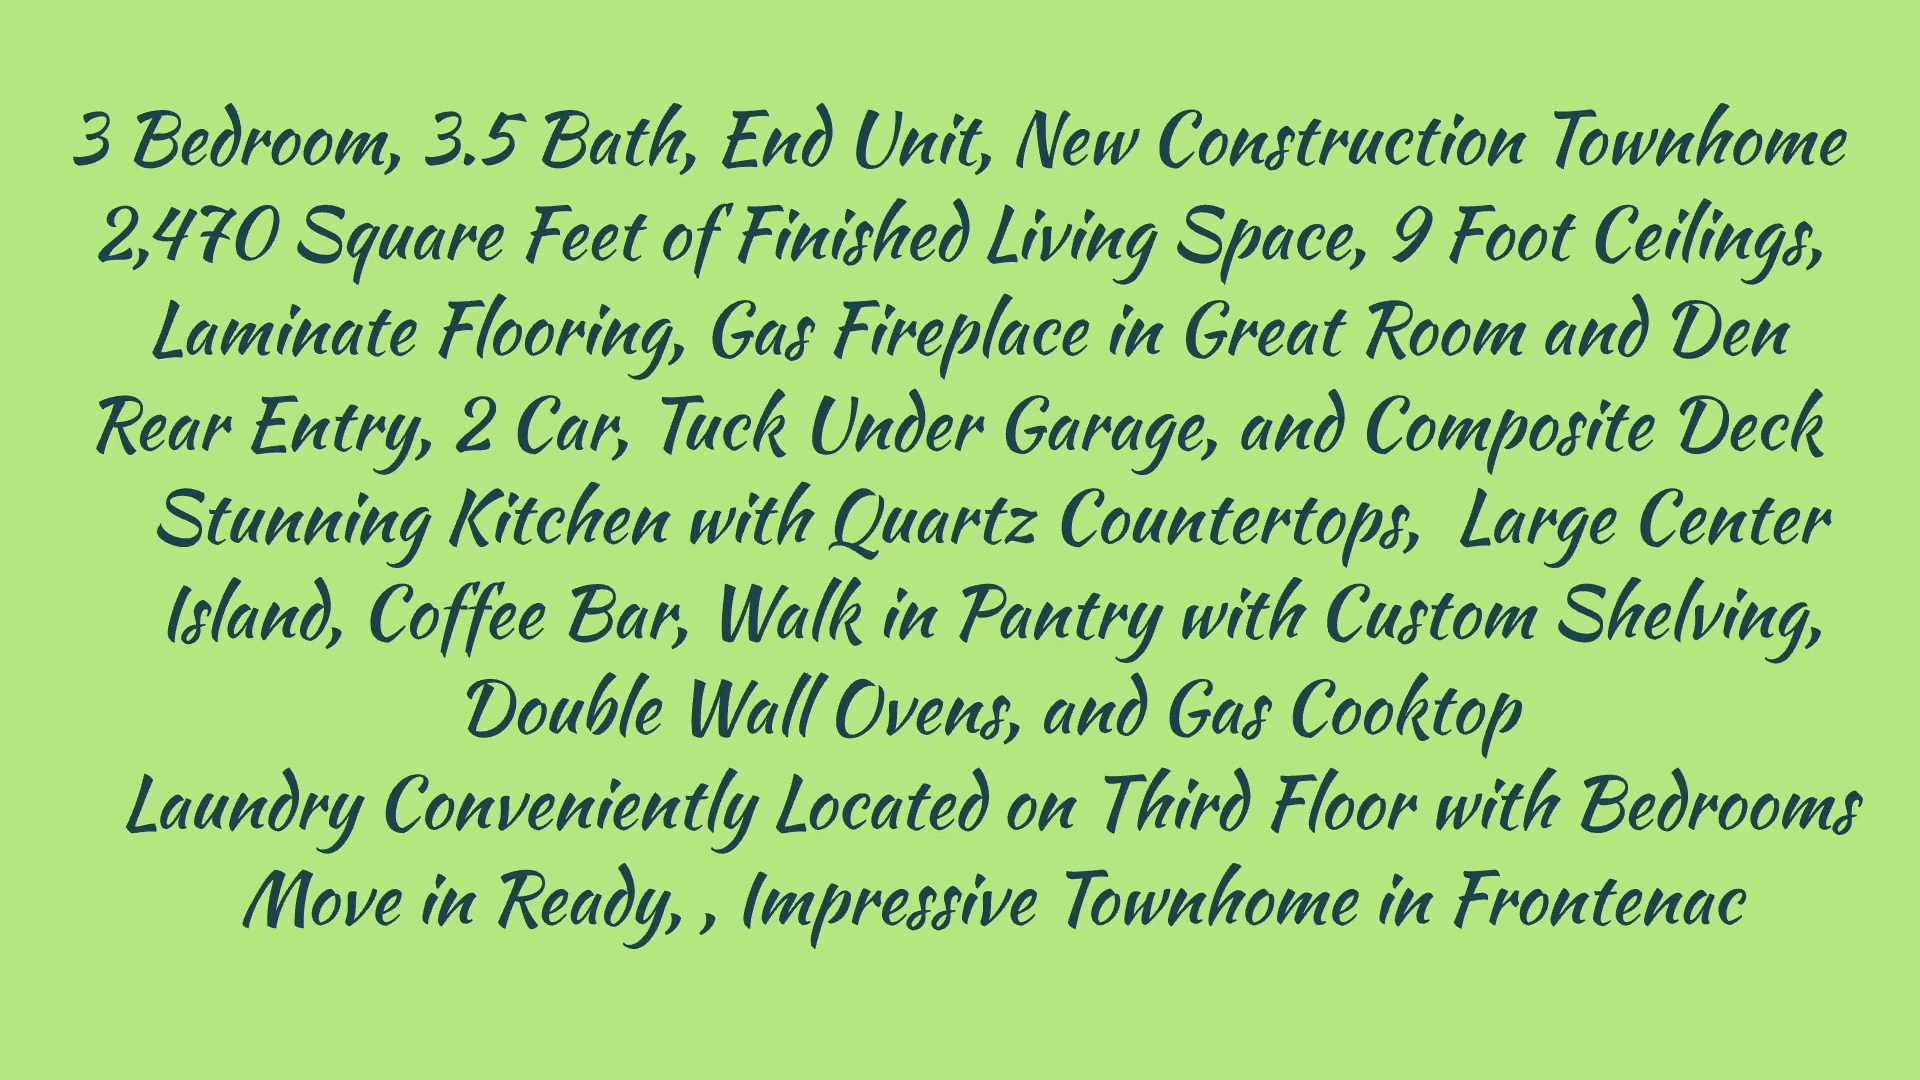 3 Bedroom, 3.5 Bath, End Unit, New Construction Townhome
2,470 Square Feet of Finished Living Space, 9 Foot Ceilings,
Laminate Flooring, Gas Fireplace in Great Room and Den
Rear Entry, 2 Car, Tuck Under Garage, and Composite Deck
Stunning Kitchen with Quartz Countertops,  Large Center
Island, Coffee Bar, Walk in Pantry with Custom Shelving,
Double Wall Ovens, and Gas Cooktop
Laundry Conveniently Located on Third Floor with Bedrooms
Move in Ready, , Impressive Townhome in Frontenac